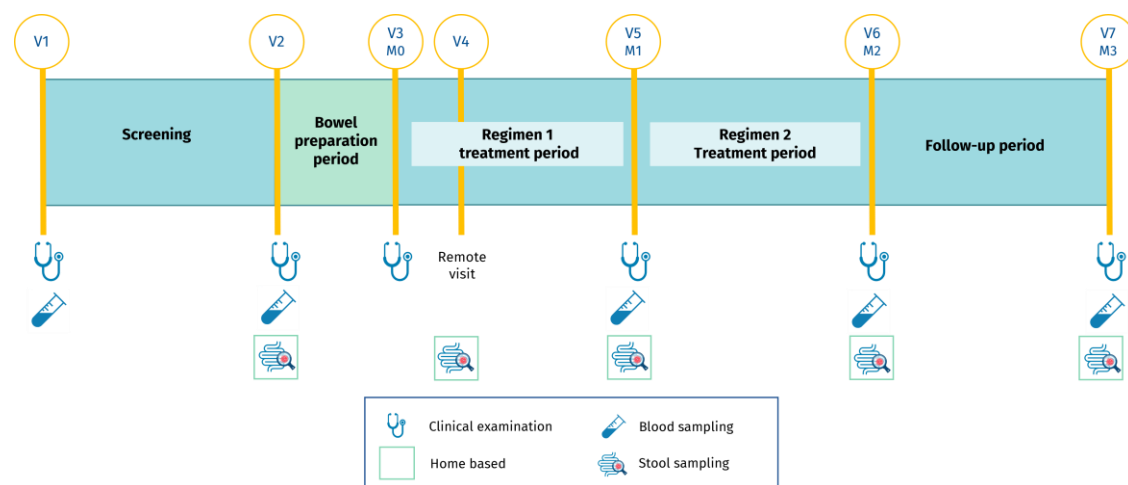 V1
V2
V3
M0
V4
V5
M1
V6
M2
V7
M3
Screening
Bowel
preparation
period
Regimen 1
treatment period
Regimen 2
Treatment period
Follow-up period
Remote
visit
Clinical examination
Blood sampling
Home based
Stool sampling